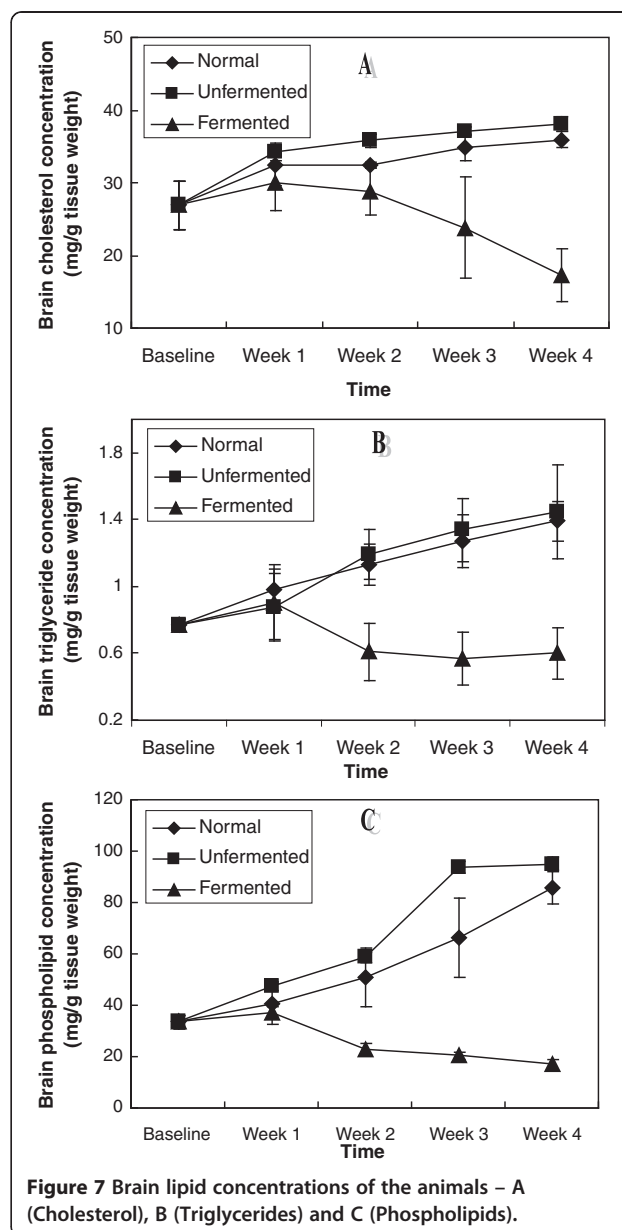 50
40
30
20
10
Brain cholesterol concentration
(mg/g tissue weight)
Normal
Unfermented
Fermented
A
Baseline Week 1 Week 2 Week 3 Week 4
Time
1.8
1.4
1
0.6
0.2
Brain triglyceride concentration
(mg/g tissue weight)
Normal
Unfermented
Fermented
B
Baseline Week 1 Week 2 Week 3 Week 4
Time
120
100
80
60
40
20
0
Brain phospholipid concentration
(mg/g tissue weight)
Normal
Unfermented
Fermented
C
Baseline Week 1 Week 2 Week 3 Week 4
Time
Figure 7 Brain lipid concentrations of the animals – A
(Cholesterol), B (Triglycerides) and C (Phospholipids).